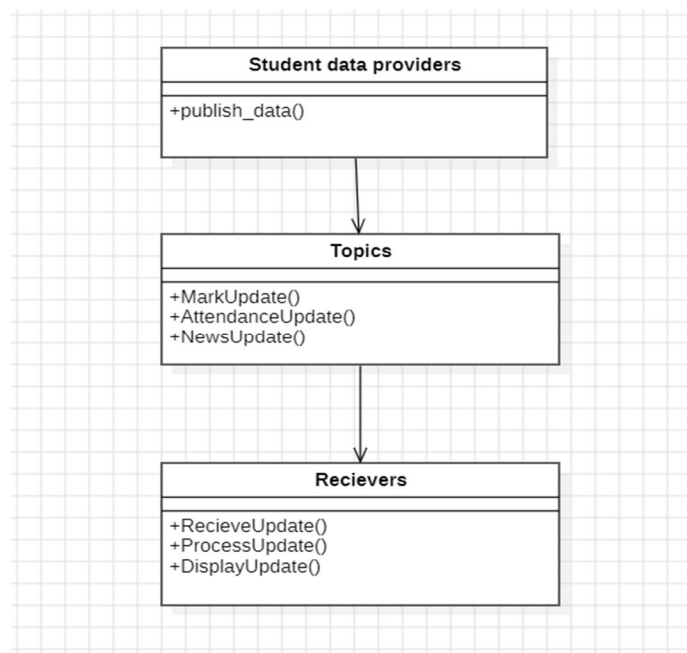 Student data providers
+publish_data()
Topics
+MarkUpdate()
+AttendanceUpdate()
+NewsUpdate()
Recievers
+RecieveUpdate()
+ProcessUpdate()
+DisplayUpdate()